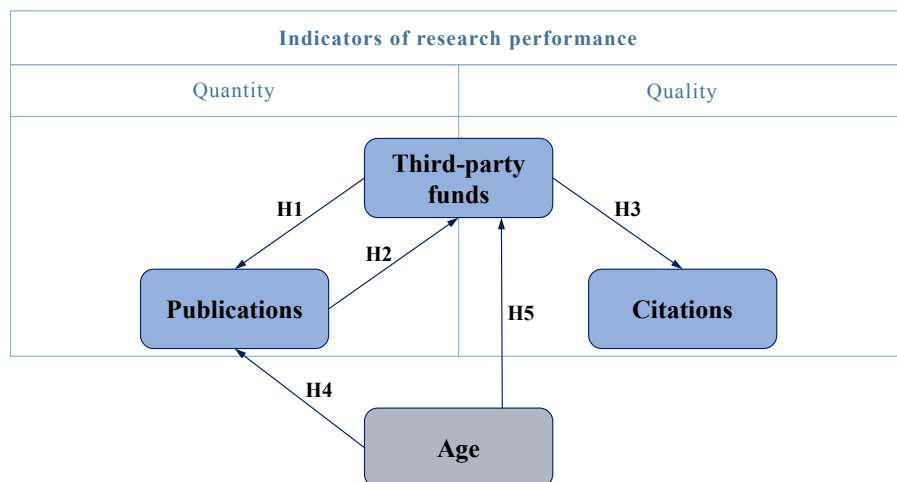 Indicators of research performance
Quantity
Quality
Third-party
funds
H1
H3
H2
Publications
Citations
H5
H4
Age